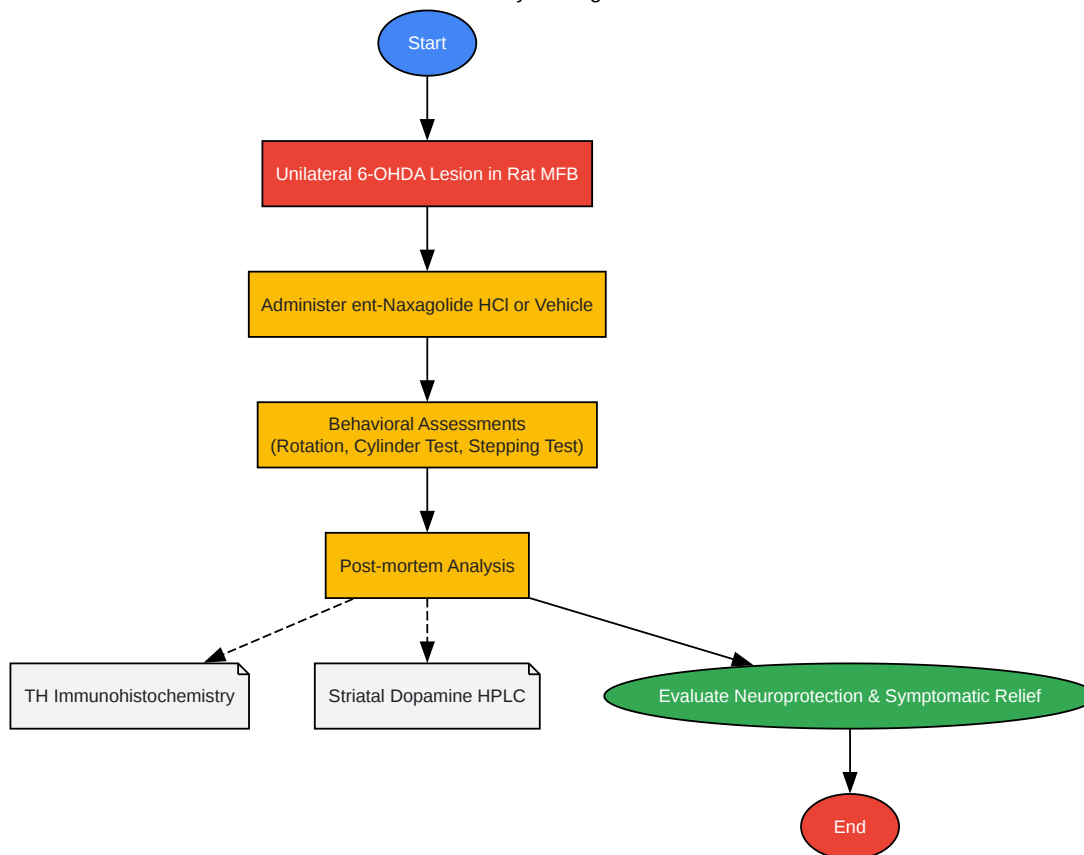 Start
Unilateral 6-OHDA Lesion in Rat MFB
Administer ent-Naxagolide HCl or Vehicle
Behavioral Assessments
(Rotation, Cylinder Test, Stepping Test)
Post-mortem Analysis
TH Immunohistochemistry
Striatal Dopamine HPLC
Evaluate Neuroprotection & Symptomatic Relief
End